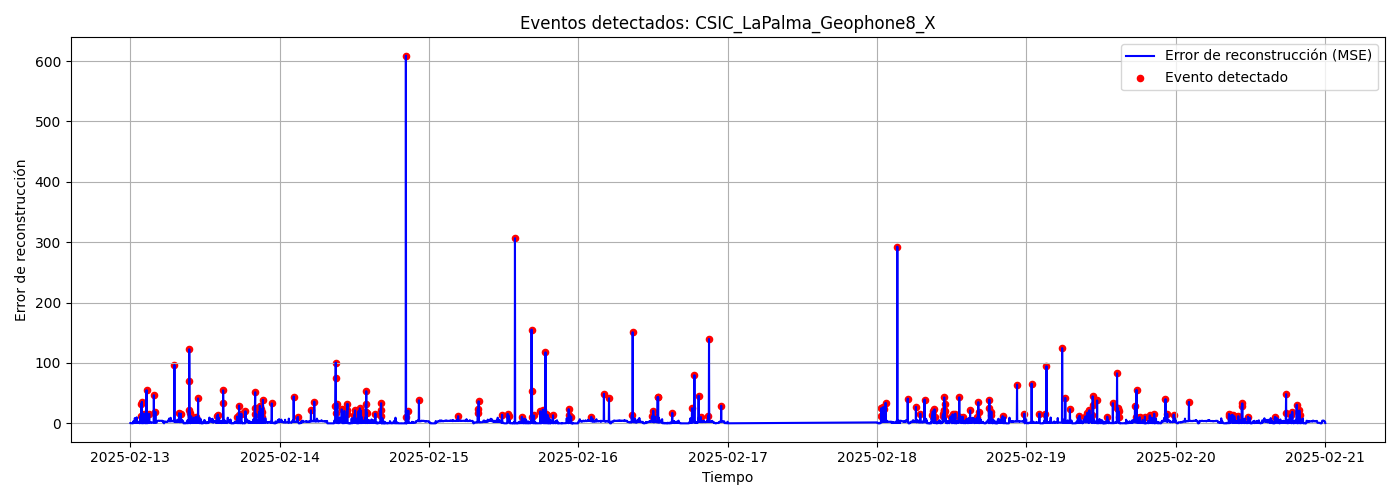 Eventos detectados: CSIC_LaPalma_Geophone8_X
Error de reconstrucción (MSE)
Evento detectado
Error de reconstrucción
600
500
400
300
200
100
0
2025-02-13 2025-02-14 2025-02-15 2025-02-16 2025-02-17 2025-02-18 2025-02-19 2025-02-20 2025-02-21
Tiempo